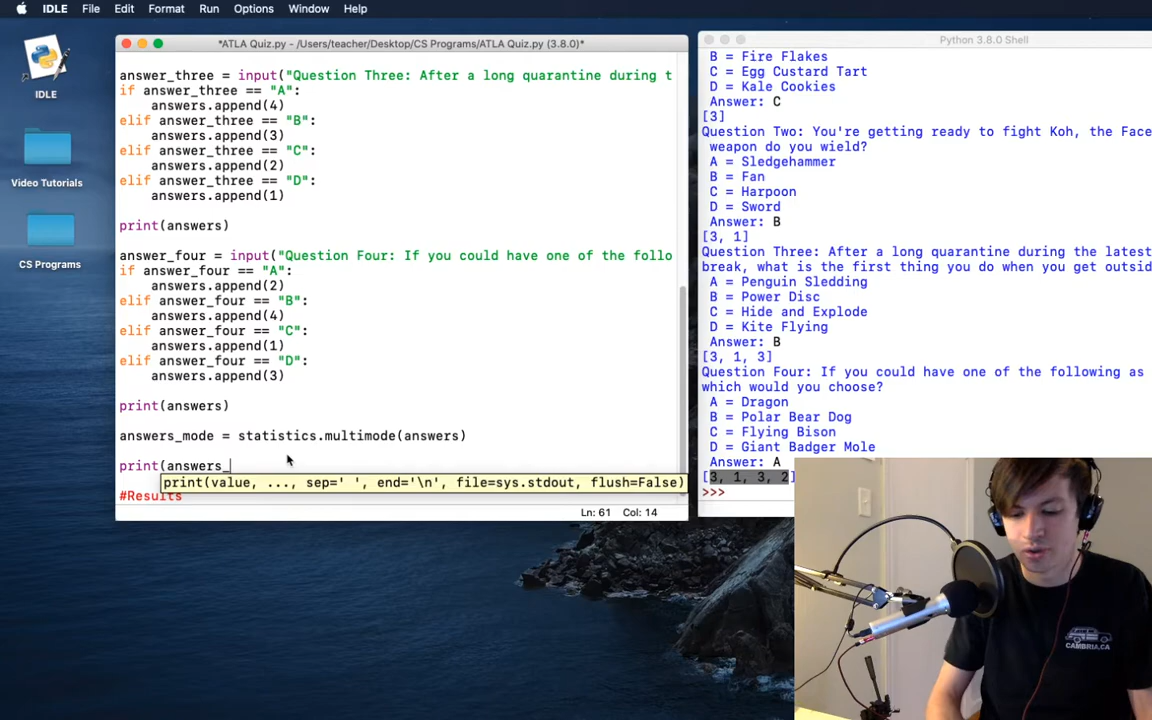 IDLE File Edit Format Run Options Window Help
IDLE
Video Tutorials
CS Programs
*ATLA Quiz.py - /Users/teacher/Desktop/CS Programs/ATLA Quiz.py (3.8.0)*
answer_three = input("Question Three: After a long quarantine during t
if answer_three == "A":
answers.append(4)
elif answer_three == "B":
answers.append(3)
elif answer_three == "C":
answers.append(2)
elif answer_three == "D":
answers.append(1)
print(answers)
answer_four = input("Question Four: If you could have one of the follo
if answer_four == "A":
answers.append(2)
elif answer_four == "B":
answers.append(4)
elif answer_four == "C":
answers.append(1)
elif answer_four == "D":
answers.append(3)
print(answers)
answers_mode = statistics.multimode(answers)
print(answers_
print(value, ..., sep=' ', end='\n', file=sys.stdout, flush=False)
#Results
Ln: 61 Col: 14
Python 3.8.0 Shell
B = Fire Flakes
C = Egg Custard Tart
D = Kale Cookies
Answer: C
[3]
Question Two: You're getting ready to fight Koh, the Face
weapon do you wield?
A = Sledgehammer
B = Fan
C = Harpoon
D = Sword
Answer: B
[3, 1]
Question Three: After a long quarantine during the latest
break, what is the first thing you do when you get outsid
A = Penguin Sledding
B = Power Disc
C = Hide and Explode
D = Kite Flying
Answer: B
[3, 1, 3]
Question Four: If you could have one of the following as
which would you choose?
A = Dragon
B = Polar Bear Dog
C = Flying Bison
D = Giant Badger Mole
Answer: A
[3, 1, 3, 2]
>>>
CAMBRIA.CA